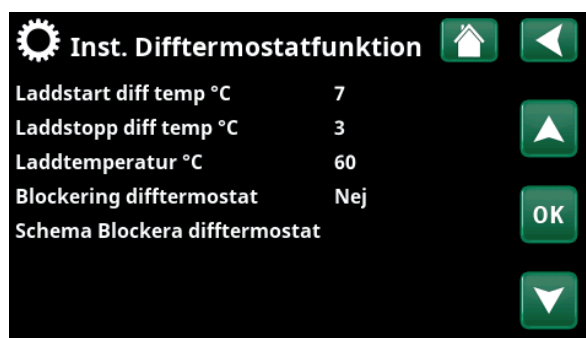 Inst. Difftermostatfunktion
Laddstart diff temp °C 7
Laddstopp diff temp °C 3
Laddtemperatur °C 60
Blockering difftermostat Nej
Schema Blockera difftermostat
OK